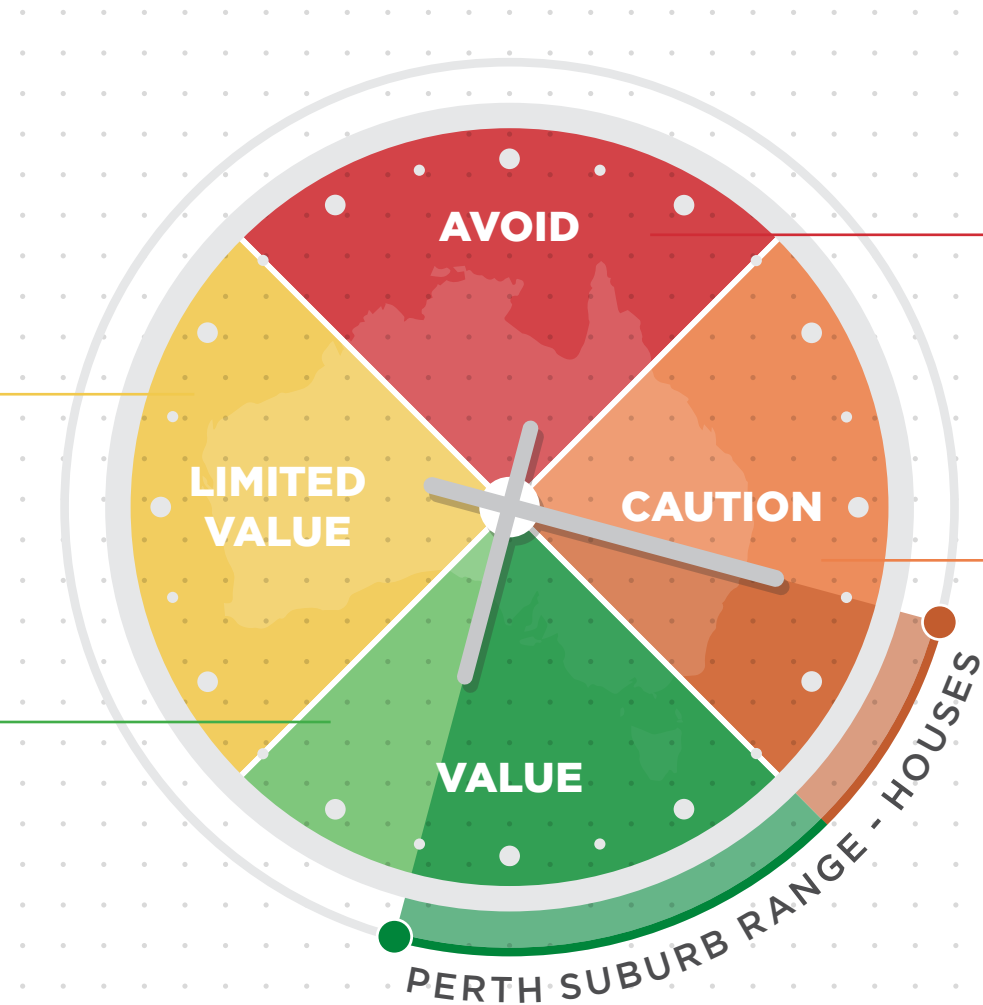 AVOID
LIMITED
VALUE
CAUTION
VALUE
PERTH SUBURB RANGE - HOUSES